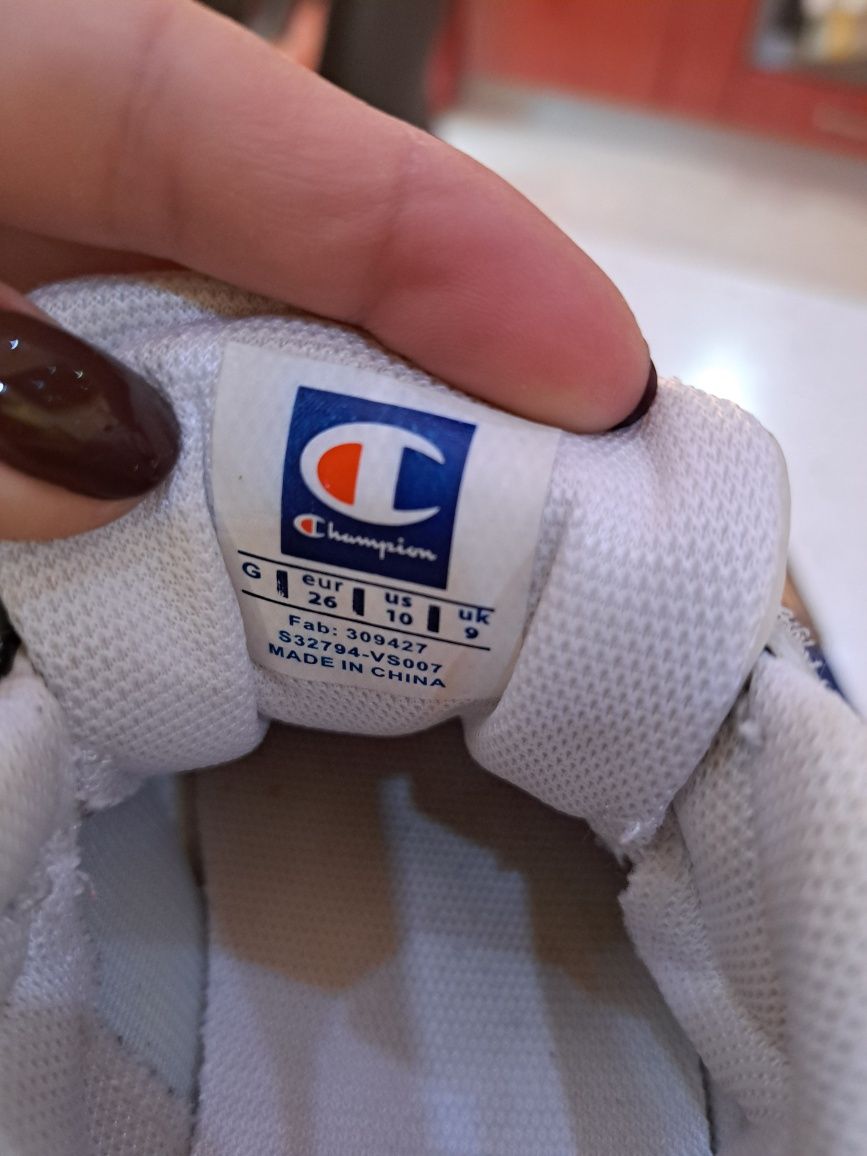 Champion
G eur 26 us 10 uk 9
Fab: 309427
S32794-VS007
MADE IN CHINA